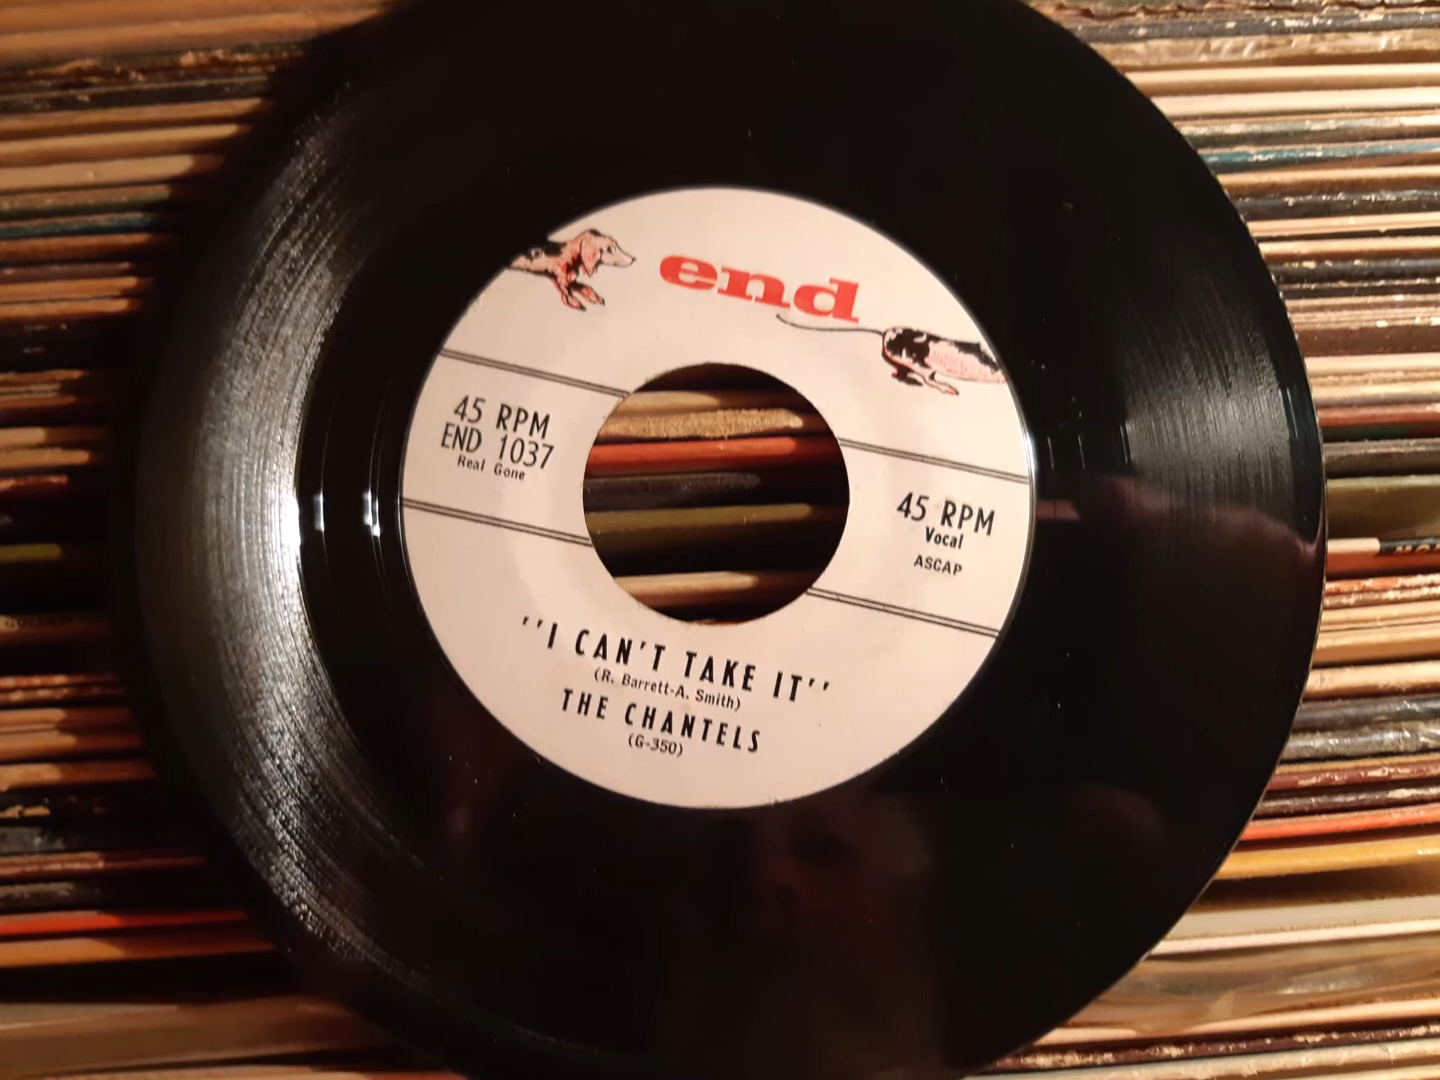 end
45 RPM
END 1037
Real Gone
45 RPM
Vocal
ASCAP
''I CAN'T TAKE IT''
(R. Barrett-A. Smith)
THE CHANTELS
(G-350)